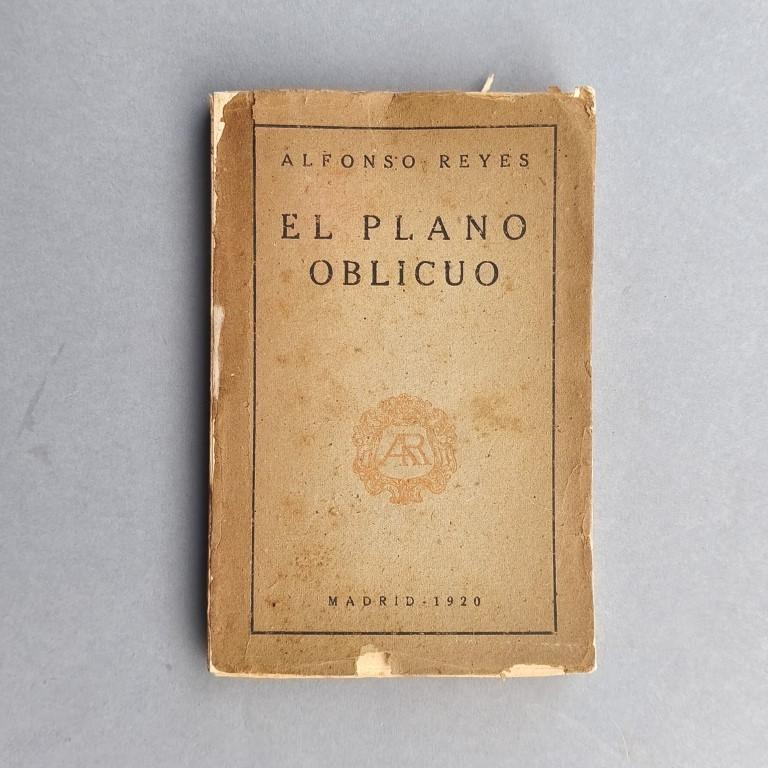 ALFONSO REYES
EL PLANO
OBLICUO
AR
MADRID-1920